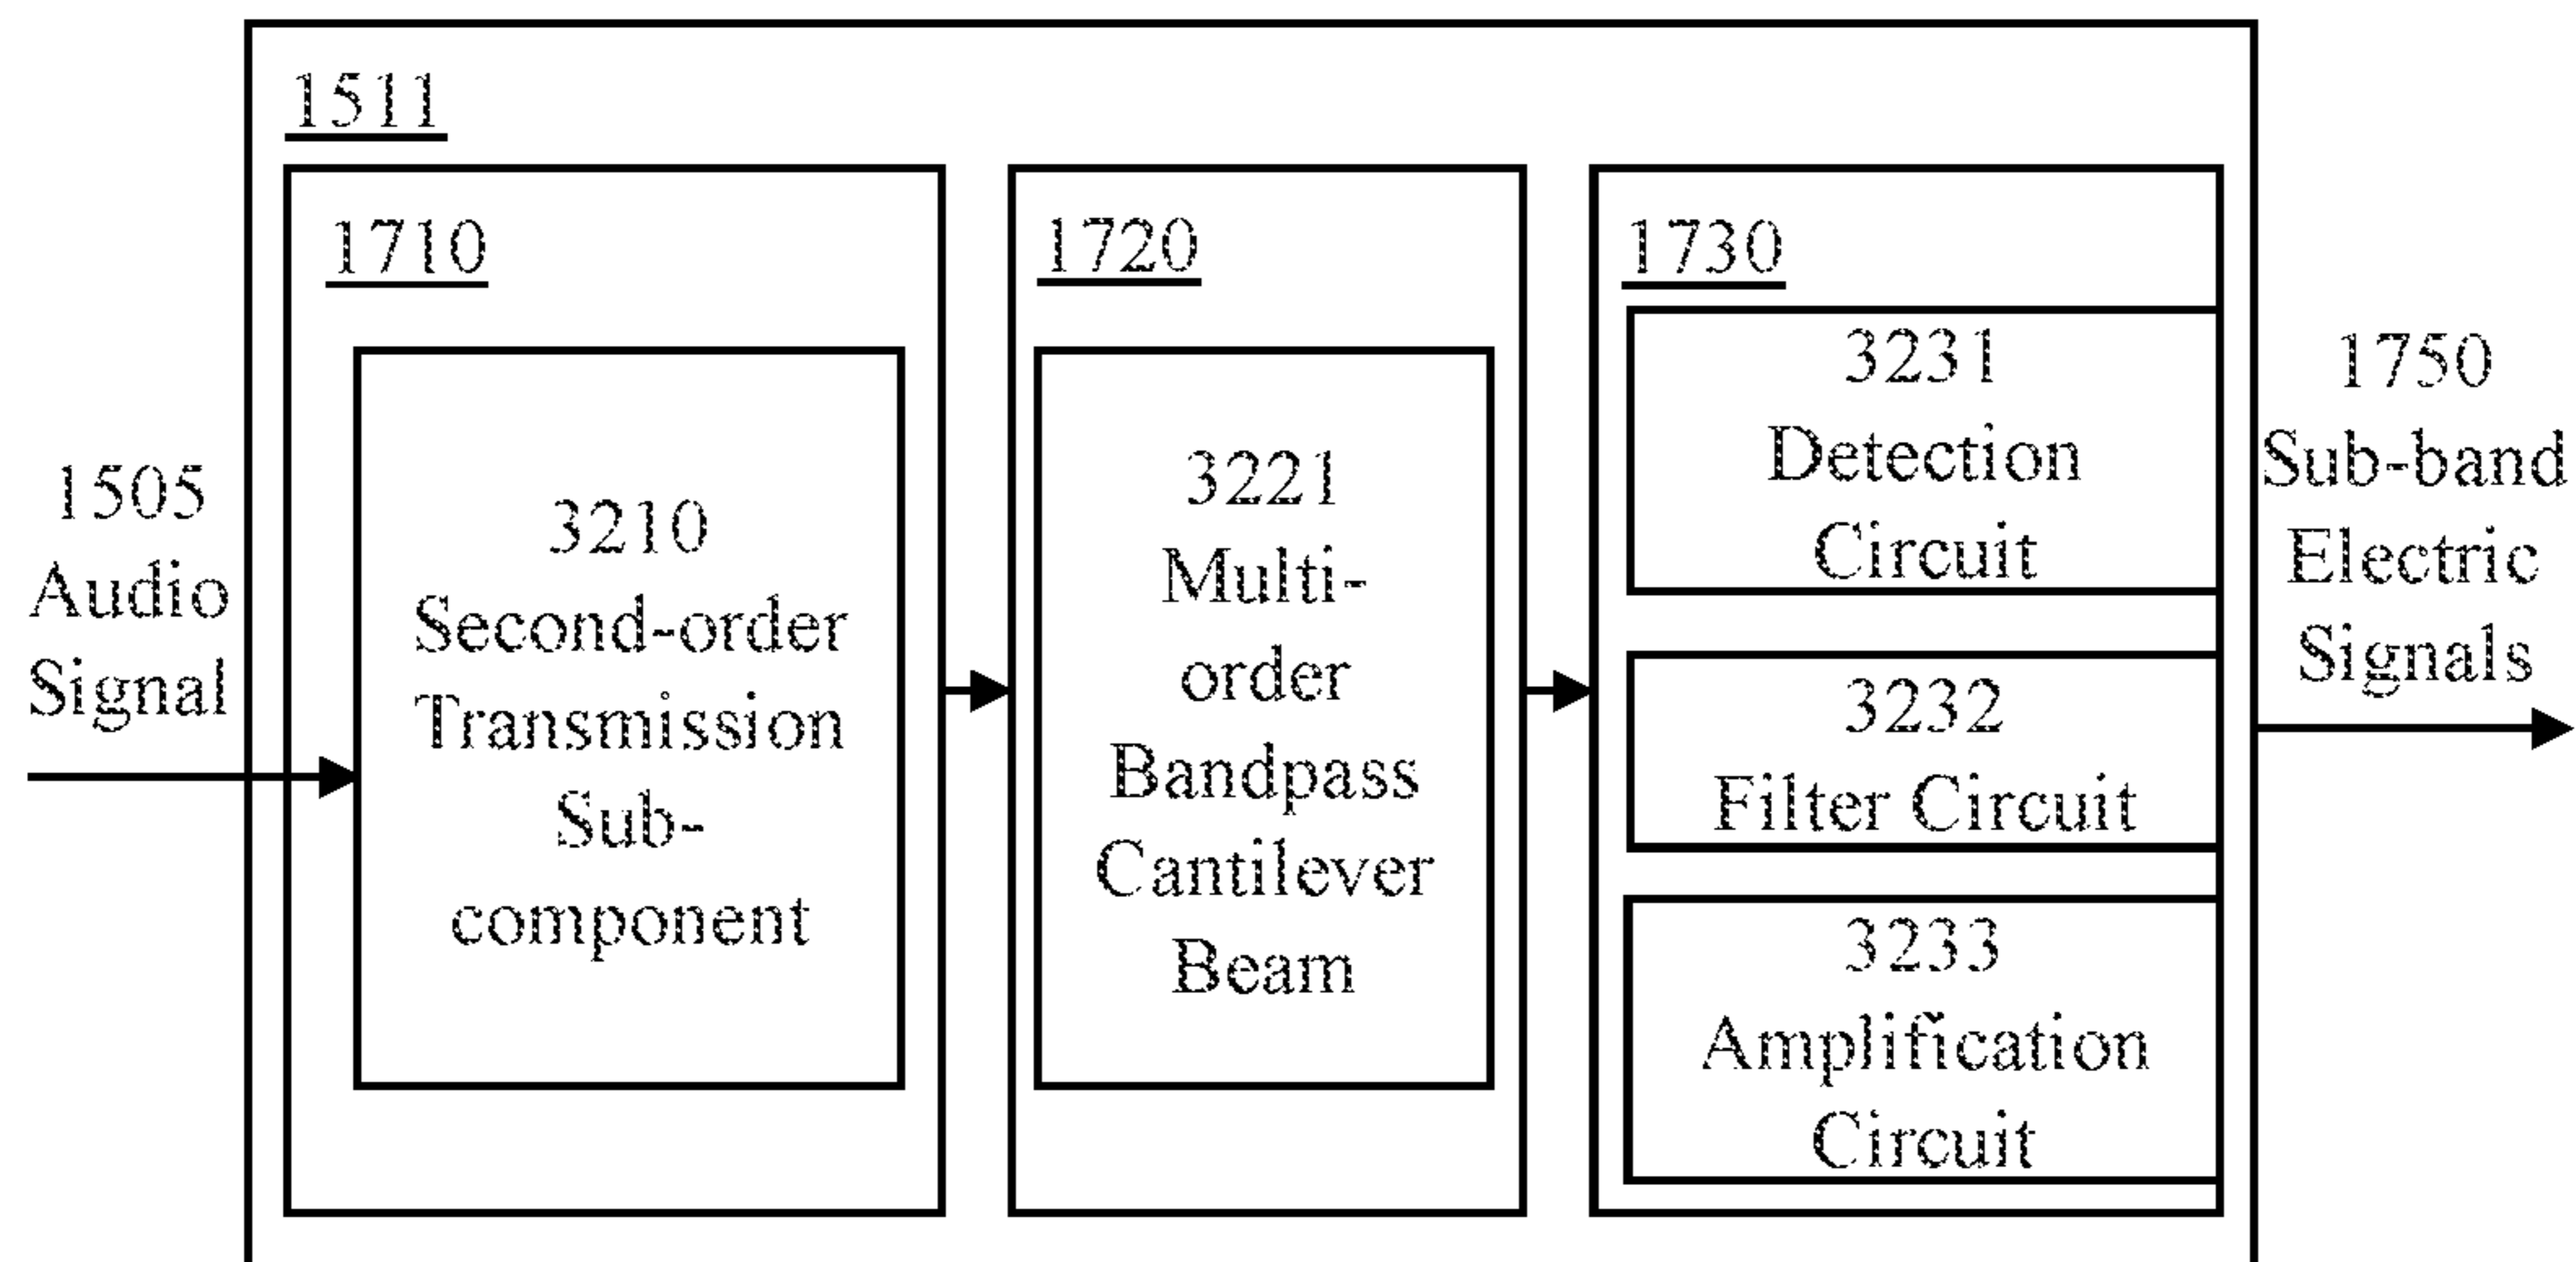 1511
1710
1720
1730
1505
Audio
Signal
3210
Second-order
Transmission
Sub-
component
3221
Multi-
order
Bandpass
Cantilever
Beam
3231
Detection
Circuit
3232
Filter Circuit
3233
Amplification
Circuit
1750
Sub-band
Electric
Signals